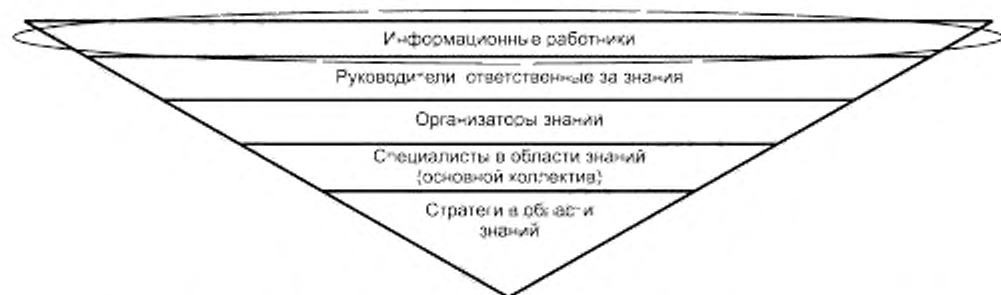 Информационные работники
Руководители ответственные за знания
Организаторы знаний
Специалисты в области знаний
(основной коллектив)
Стратеги в области
знаний